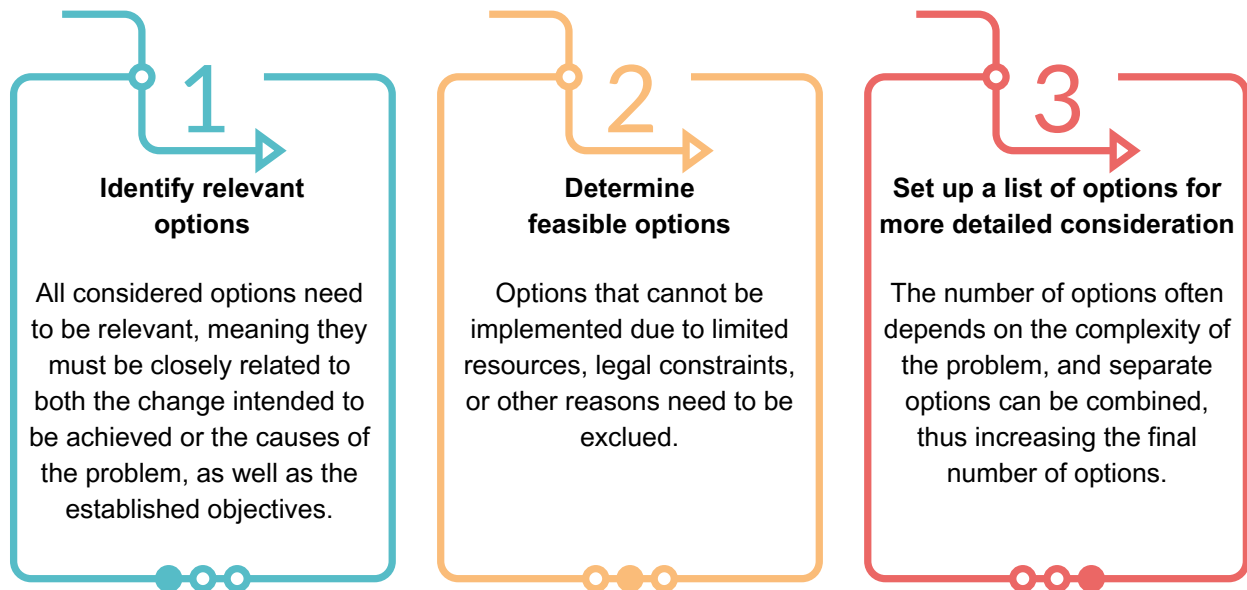 1
Identify relevant
options
All considered options need
to be relevant, meaning they
must be closely related to
both the change intended to
be achieved or the causes of
the problem, as well as the
established objectives.
2
Determine
feasible options
Options that cannot be
implemented due to limited
resources, legal constraints,
or other reasons need to be
exclued.
3
Set up a list of options for
more detailed consideration
The number of options often
depends on the complexity of
the problem, and separate
options can be combined,
thus increasing the final
number of options.